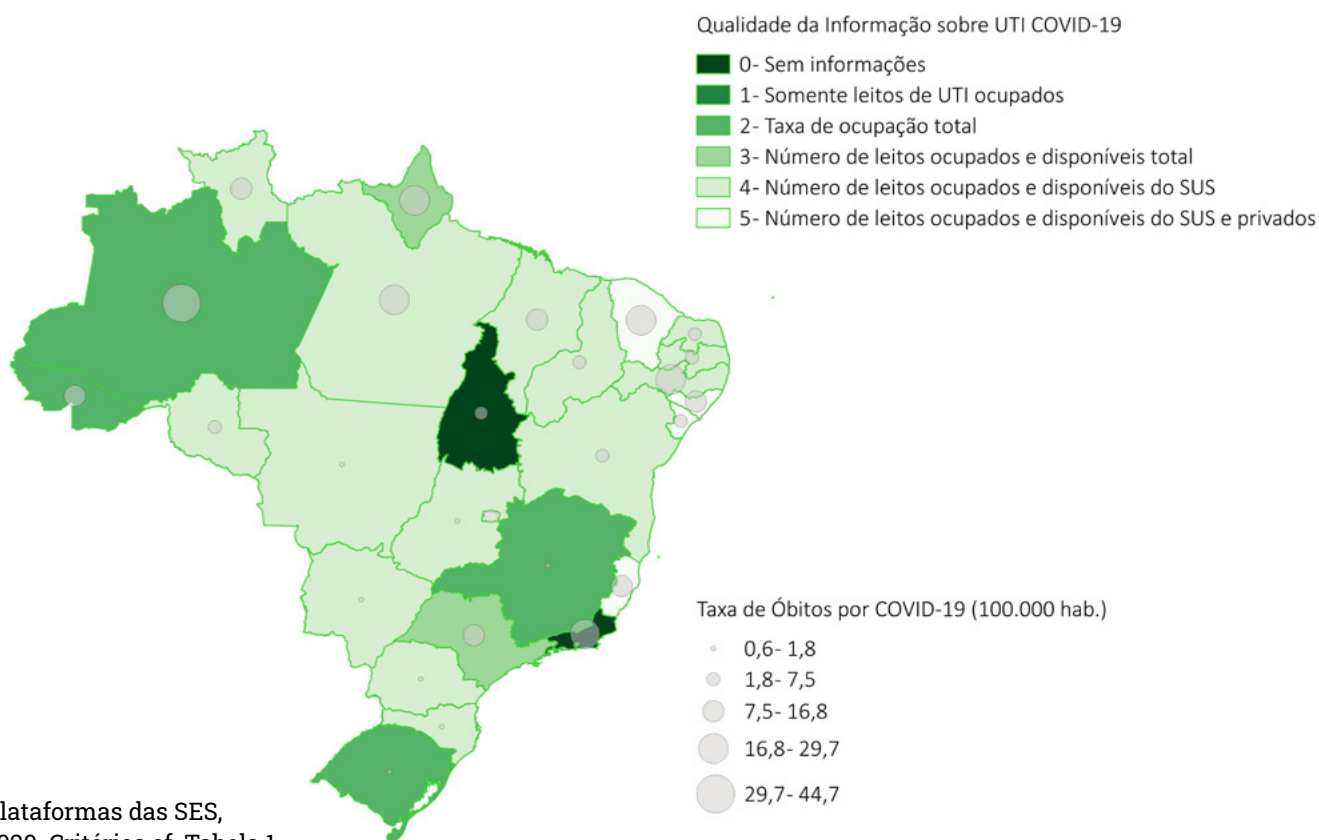 Qualidade da Informação sobre UTI COVID-19
0- Sem informações
1- Somente leitos de UTI ocupados
2- Taxa de ocupação total
3- Número de leitos ocupados e disponíveis total
4- Número de leitos ocupados e disponíveis do SUS
5- Número de leitos ocupados e disponíveis do SUS e privados
Taxa de Óbitos por COVID-19 (100.000 hab.)
0,6- 1,8
1,8- 7,5
7,5- 16,8
16,8- 29,7
29,7- 44,7
lataformas das SES,